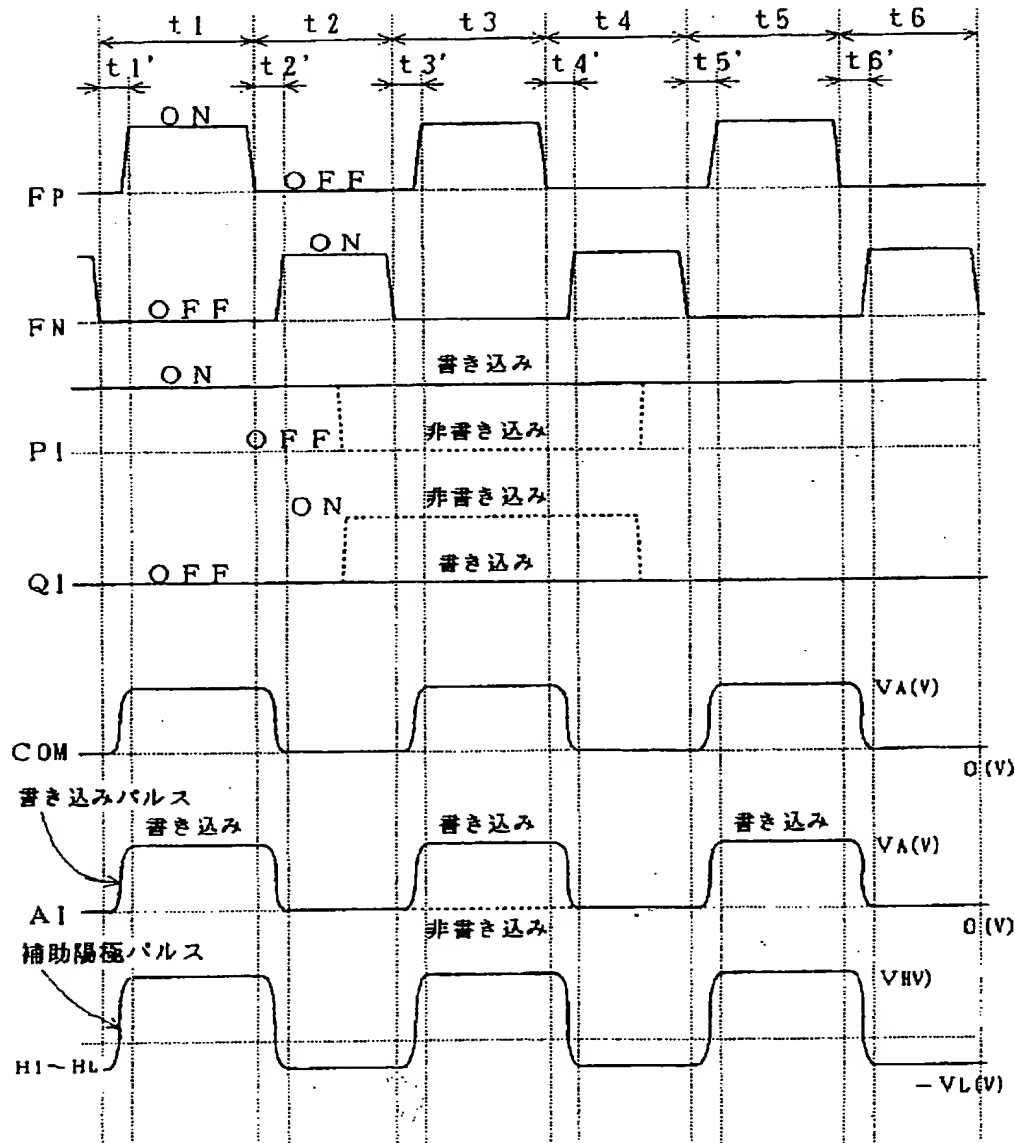 t1 t2 t3 t4 t5 t6
t1' t2' t3' t4' t5' t6'
ON
FP OFF
ON
FN OFF
ON 書き込み
P1 OFF 非書き込み
ON 非書き込み
Q1 OFF 書き込み
VA(V)
COM
0(V)
書き込みパルス
書き込み 書き込み 書き込み
VA(V)
A1
非書き込み 0(V)
補助陽極パルス
VHV)
H1~HL
-VL(V)